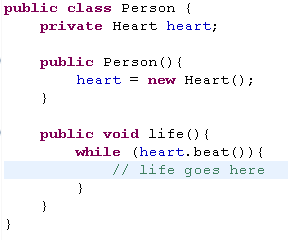 public class Person {
    private Heart heart;

    public Person(){
        heart = new Heart();
    }

    public void life(){
        while (heart.beat()){
            // life goes here
        }
    }
}